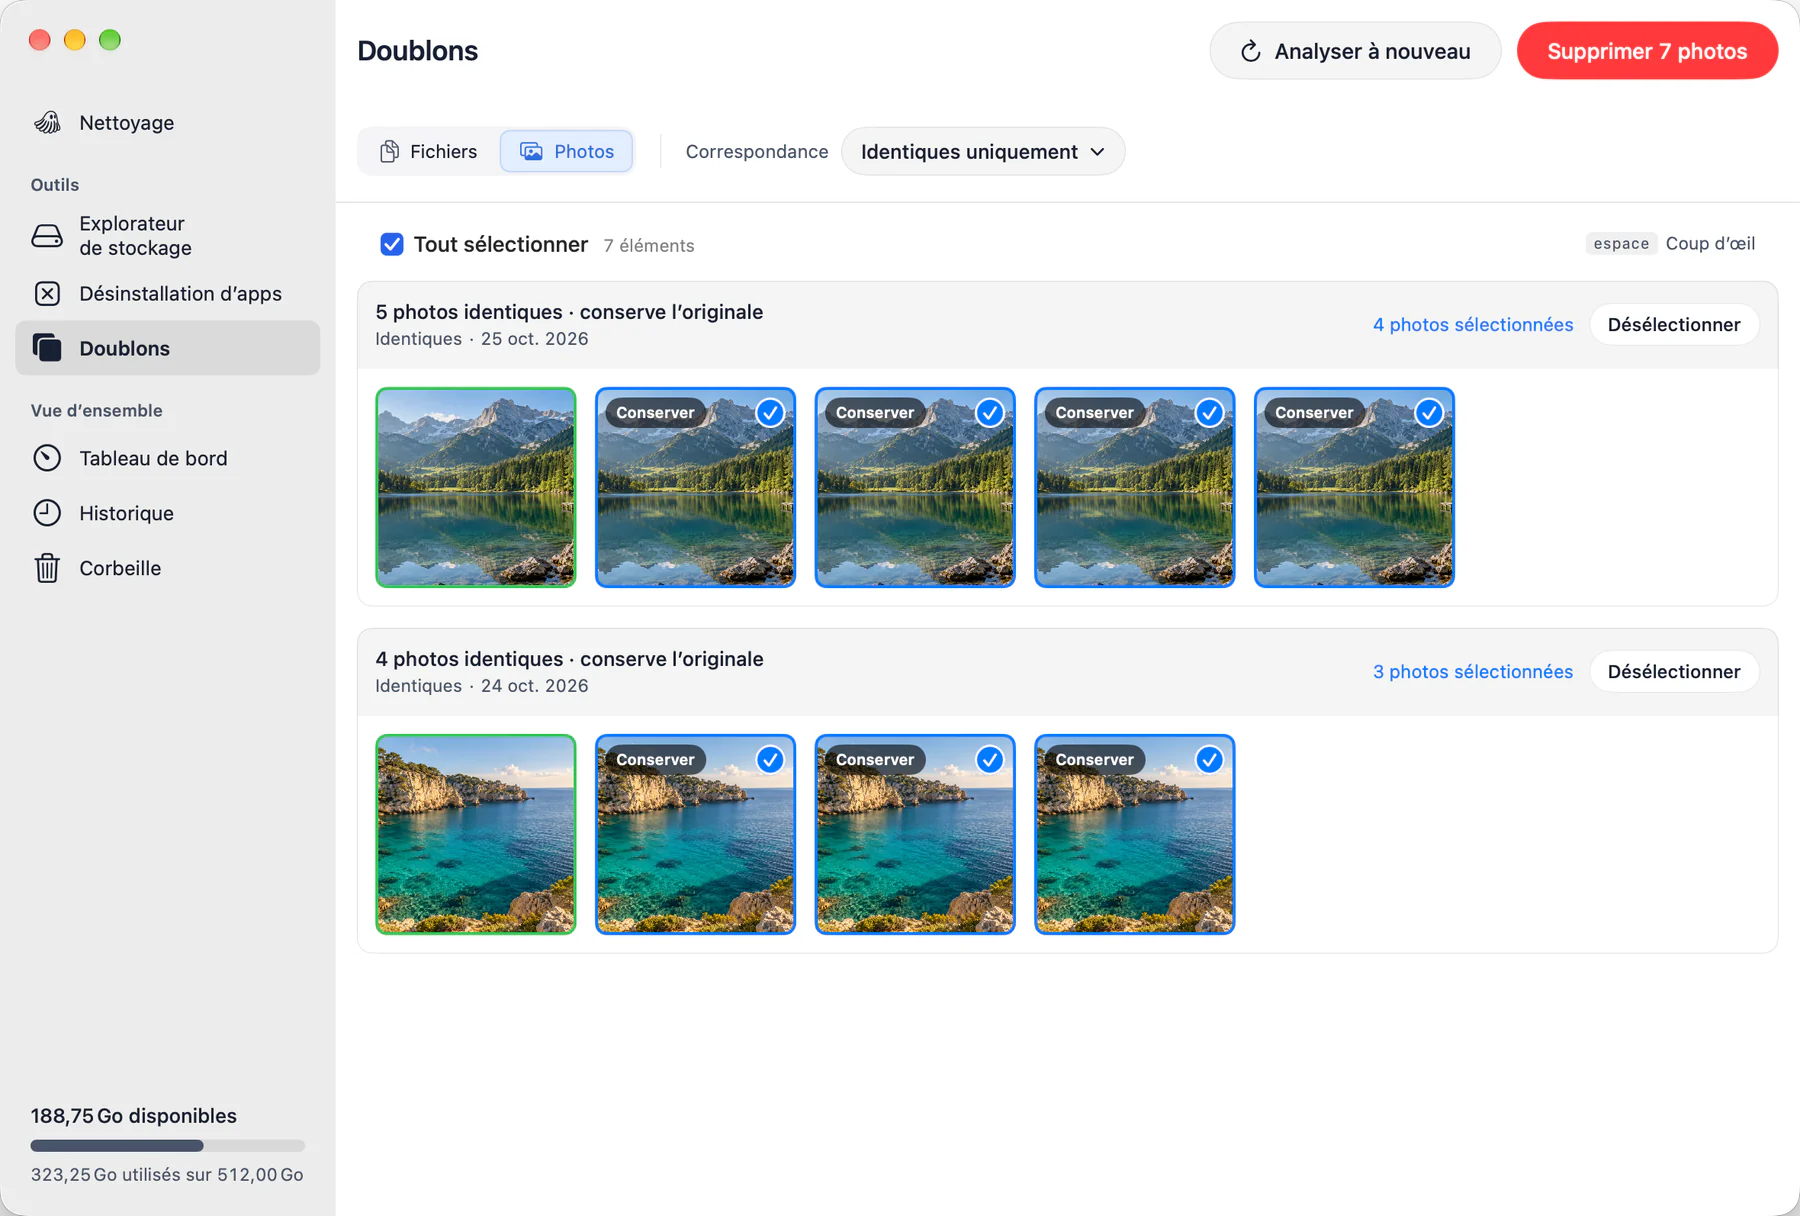 Doublons
Analyser à nouveau
Supprimer 7 photos
Nettoyage
Outils
Explorateur
de stockage
Désinstallation d’apps
Doublons
Vue d’ensemble
Tableau de bord
Historique
Corbeille
188,75 Go disponibles
323,25 Go utilisés sur 512,00 Go
Fichiers
Photos
Correspondance
Identiques uniquement
Tout sélectionner 7 éléments
espace Coup d’œil
5 photos identiques · conserve l’originale
Identiques · 25 oct. 2026
4 photos sélectionnées
Désélectionner
Conserver
Conserver
Conserver
Conserver
4 photos identiques · conserve l’originale
Identiques · 24 oct. 2026
3 photos sélectionnées
Désélectionner
Conserver
Conserver
Conserver